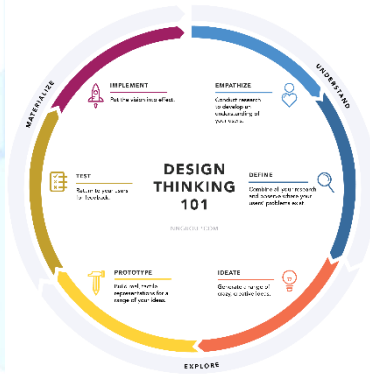 IMPLEMENT
Put the vision into effect.
EMPATHIZE
Conduct research
to develop an
understanding of
your users.
MATERIALIZE
UNDERSTAND
TEST
Return to your users
for feedback.
DESIGN
THINKING
101
NNGROUP.COM
DEFINE
Combine all your research
and observe where your
users' problems exist.
PROTOTYPE
Build real, tactile
representations for a
range of your ideas.
IDEATE
Generate a range of
crazy, creative ideas.
EXPLORE